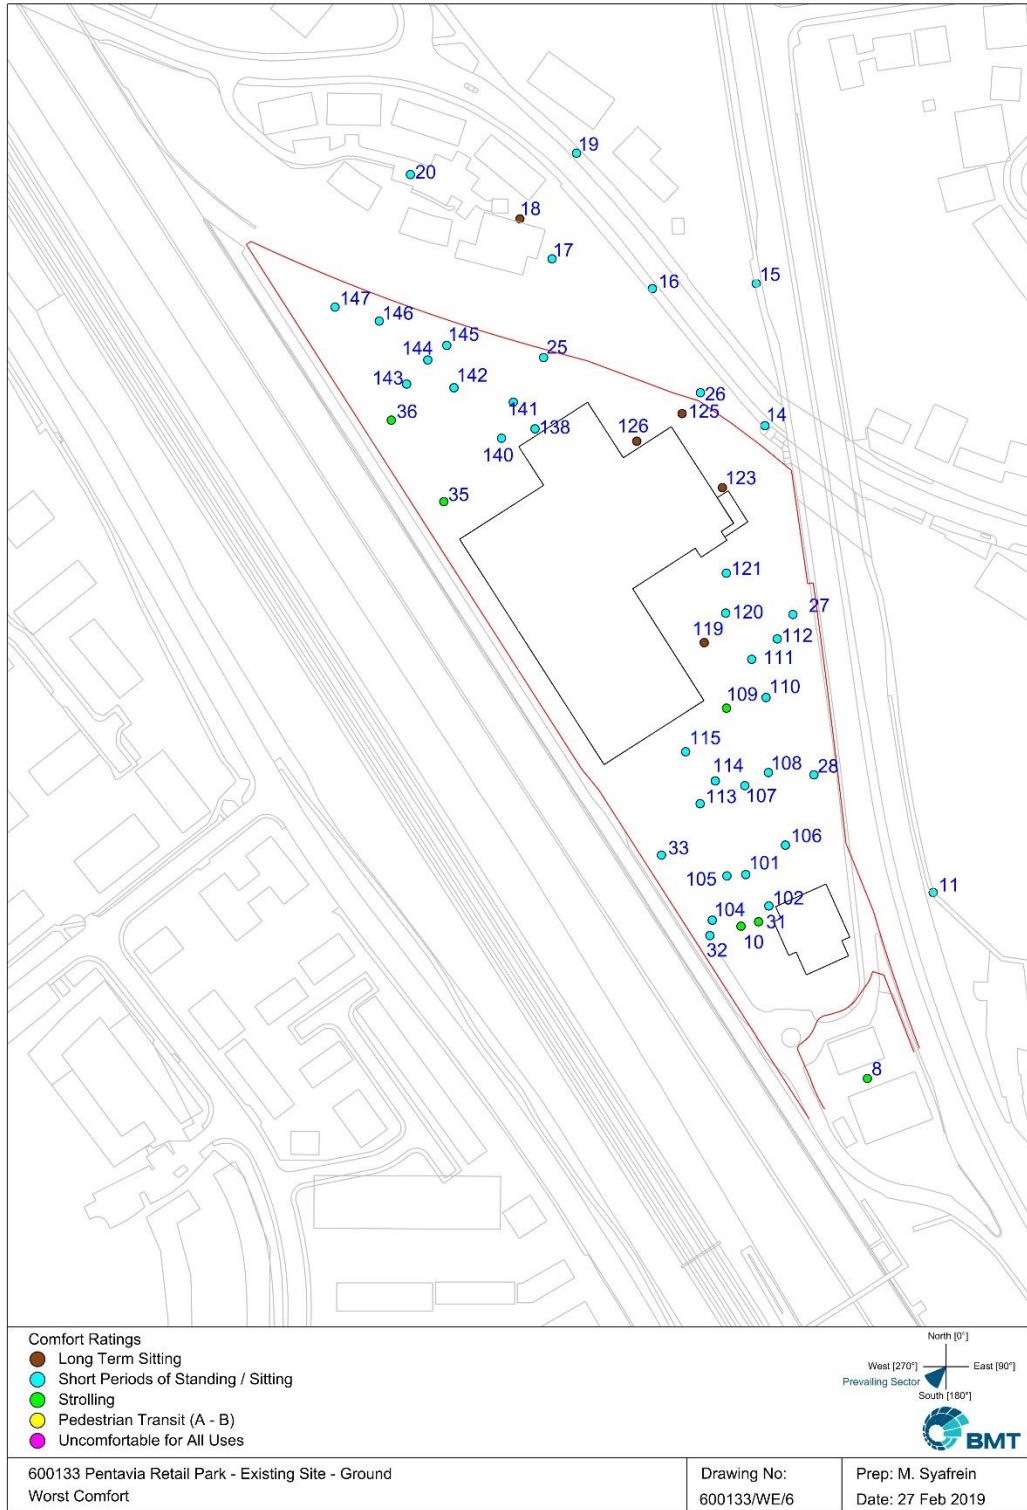 19
20
18
17
15
16
147
146
145
144
25
143
142
26
36
141
125
14
138
126
140
123
35
121
120
27
119
112
111
110
109
115
108
28
114
107
113
106
33
101
105
11
102
104
31
32
10
8
Comfort Ratings
Long Term Sitting
Short Periods of Standing / Sitting
Strolling
Pedestrian Transit (A - B)
Uncomfortable for All Uses
North [0°]
West [270°]
East [90°]
Prevailing Sector
South [180°]
BMT
600133 Pentavia Retail Park - Existing Site - Ground
Worst Comfort
Drawing No:
600133/WE/6
Prep: M. Syafrein
Date: 27 Feb 2019